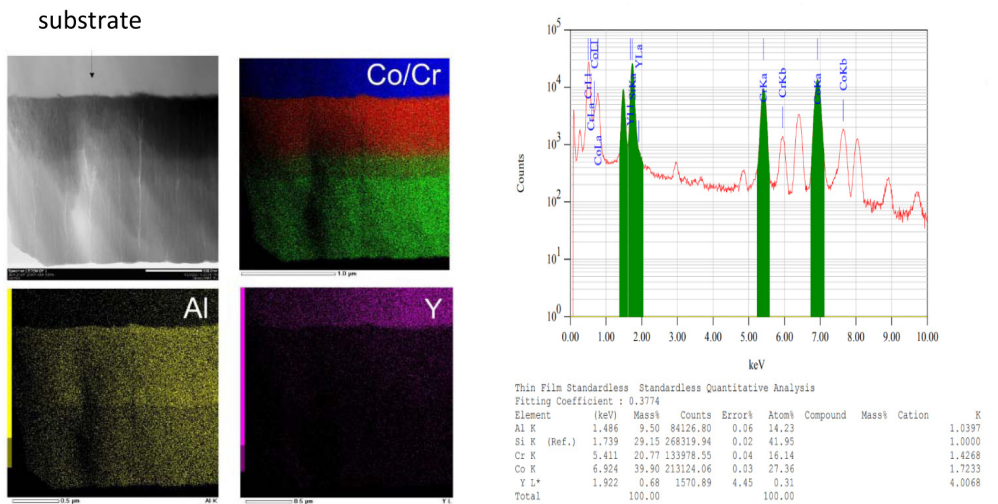 substrate
Co/Cr
1.0 μm
Al
0.5 μm
Al K
Y
0.5 μm
Y L
Counts
10^5
10^4
10^3
10^2
10^1
10^0
CoLl
CrLl
CrLa
CoLa
YLl
SiKa
YLa
CrKa
CrKb
CoKa
CoKb
0.00 1.00 2.00 3.00 4.00 5.00 6.00 7.00 8.00 9.00 10.00
keV
Thin Film Standardless Standardless Quantitative Analysis
Fitting Coefficient : 0.3774
Element (keV) Mass% Counts Error% Atom% Compound Mass% Cation K
Al K 1.486 9.50 84126.80 0.06 14.23 1.0397
Si K (Ref.) 1.739 29.15 268319.94 0.02 41.95 1.0000
Cr K 5.411 20.77 133978.55 0.04 16.14 1.4268
Co K 6.924 39.90 213124.06 0.03 27.36 1.7233
Y L* 1.922 0.68 1570.89 4.45 0.31 4.0068
Total 100.00 100.00